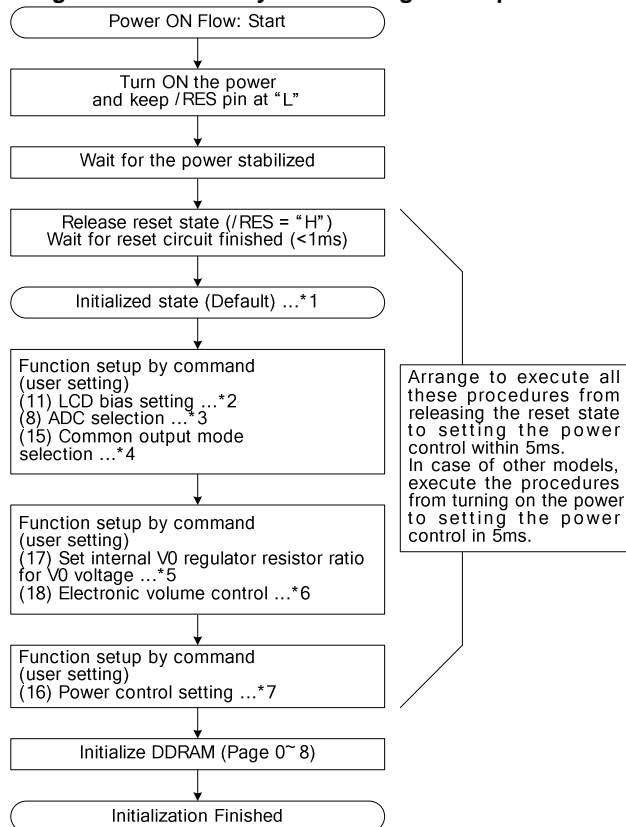 Power ON Flow: Start
Turn ON the power
and keep /RES pin at “L”
Wait for the power stabilized
Release reset state (/RES = “H”)
Wait for reset circuit finished (<1ms)
Initialized state (Default) ...*1
Function setup by command
(user setting)
(11) LCD bias setting ...*2
(8) ADC selection ...*3
(15) Common output mode
selection ...*4
Function setup by command
(user setting)
(17) Set internal V0 regulator resistor ratio
for V0 voltage ...*5
(18) Electronic volume control ...*6
Function setup by command
(user setting)
(16) Power control setting ...*7
Initialize DDRAM (Page 0~8)
Initialization Finished
Arrange to execute all
these procedures from
releasing the reset state
to setting the power
control within 5ms.
In case of other models,
execute the procedures
from turning on the power
to setting the power
control in 5ms.